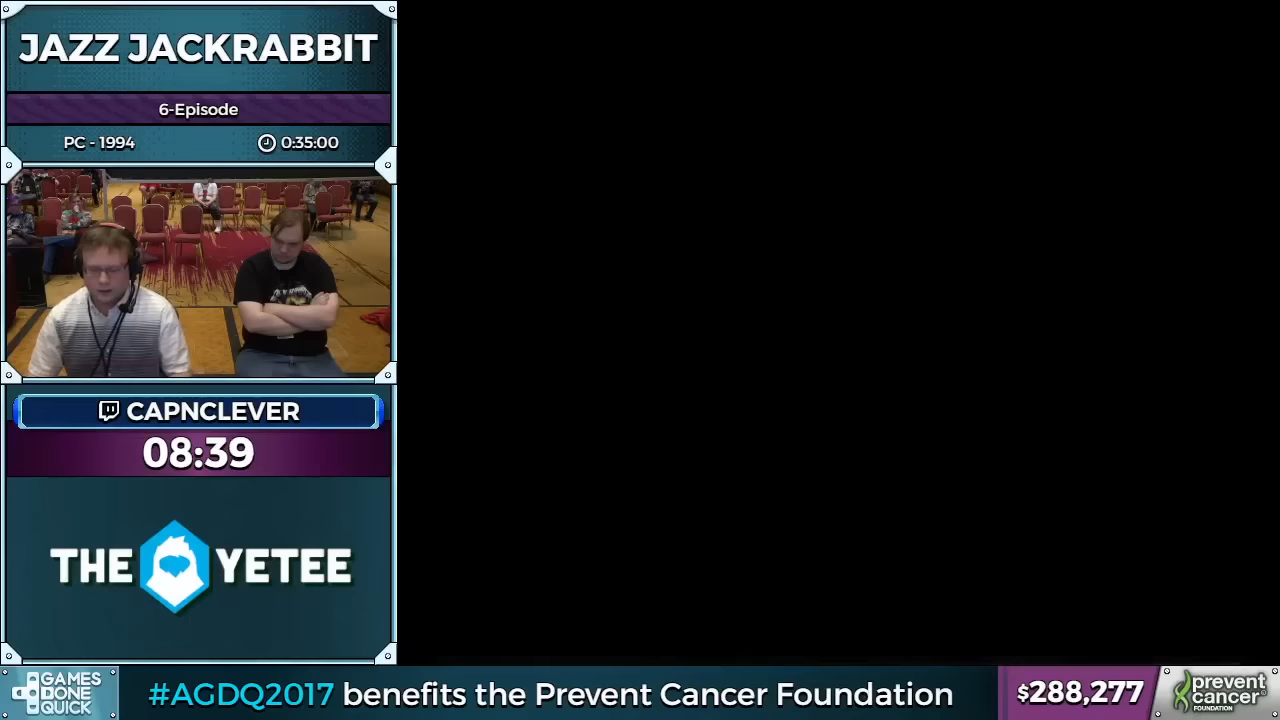 JAZZ JACKRABBIT
6-Episode
PC - 1994
0:35:00
CAPNCLEVER
08:39
THE YETEE
GAMES
DONE
QUICK
#AGDQ2017 benefits the Prevent Cancer Foundation
$288,277
prevent
cancer
FOUNDATION